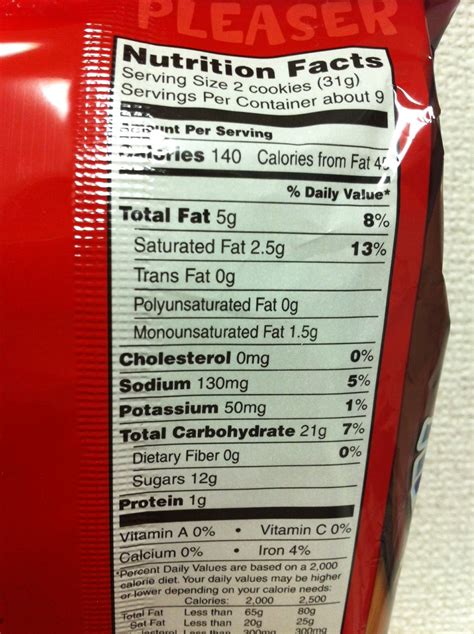 PLEASER
Nutrition Facts
Serving Size 2 cookies (31g)
Servings Per Container about 9
Amount Per Serving
Calories 140 Calories from Fat 45
% Daily Value*
Total Fat 5g 8%
Saturated Fat 2.5g 13%
Trans Fat 0g
Polyunsaturated Fat 0g
Monounsaturated Fat 1.5g
Cholesterol 0mg 0%
Sodium 130mg 5%
Potassium 50mg 1%
Total Carbohydrate 21g 7%
Dietary Fiber 0g 0%
Sugars 12g
Protein 1g
Vitamin A 0% • Vitamin C 0%
Calcium 0% • Iron 4%
*Percent Daily Values are based on a 2,000
calorie diet. Your daily values may be higher
or lower depending on your calorie needs:
Calories: 2,000 2,500
Total Fat Less than 65g 80g
Sat Fat Less than 20g 25g
Less than 300mg 300mg